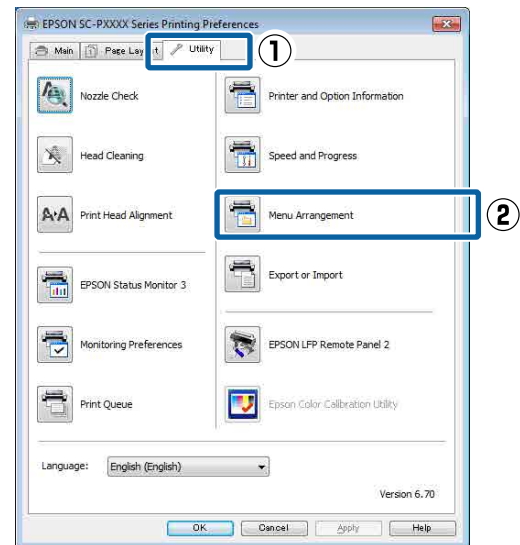 EPSON SC-PXXXX Series Printing Preferences
Main Page Lay t Utility ①
Nozzle Check Printer and Option Information
Head Cleaning Speed and Progress
Print Head Alignment Menu Arrangement ②
EPSON Status Monitor 3 Export or Import
Monitoring Preferences EPSON LFP Remote Panel 2
Print Queue Epson Color Calibration Utility
Language: English (English)
Version 6.70
OK Cancel Apply Help